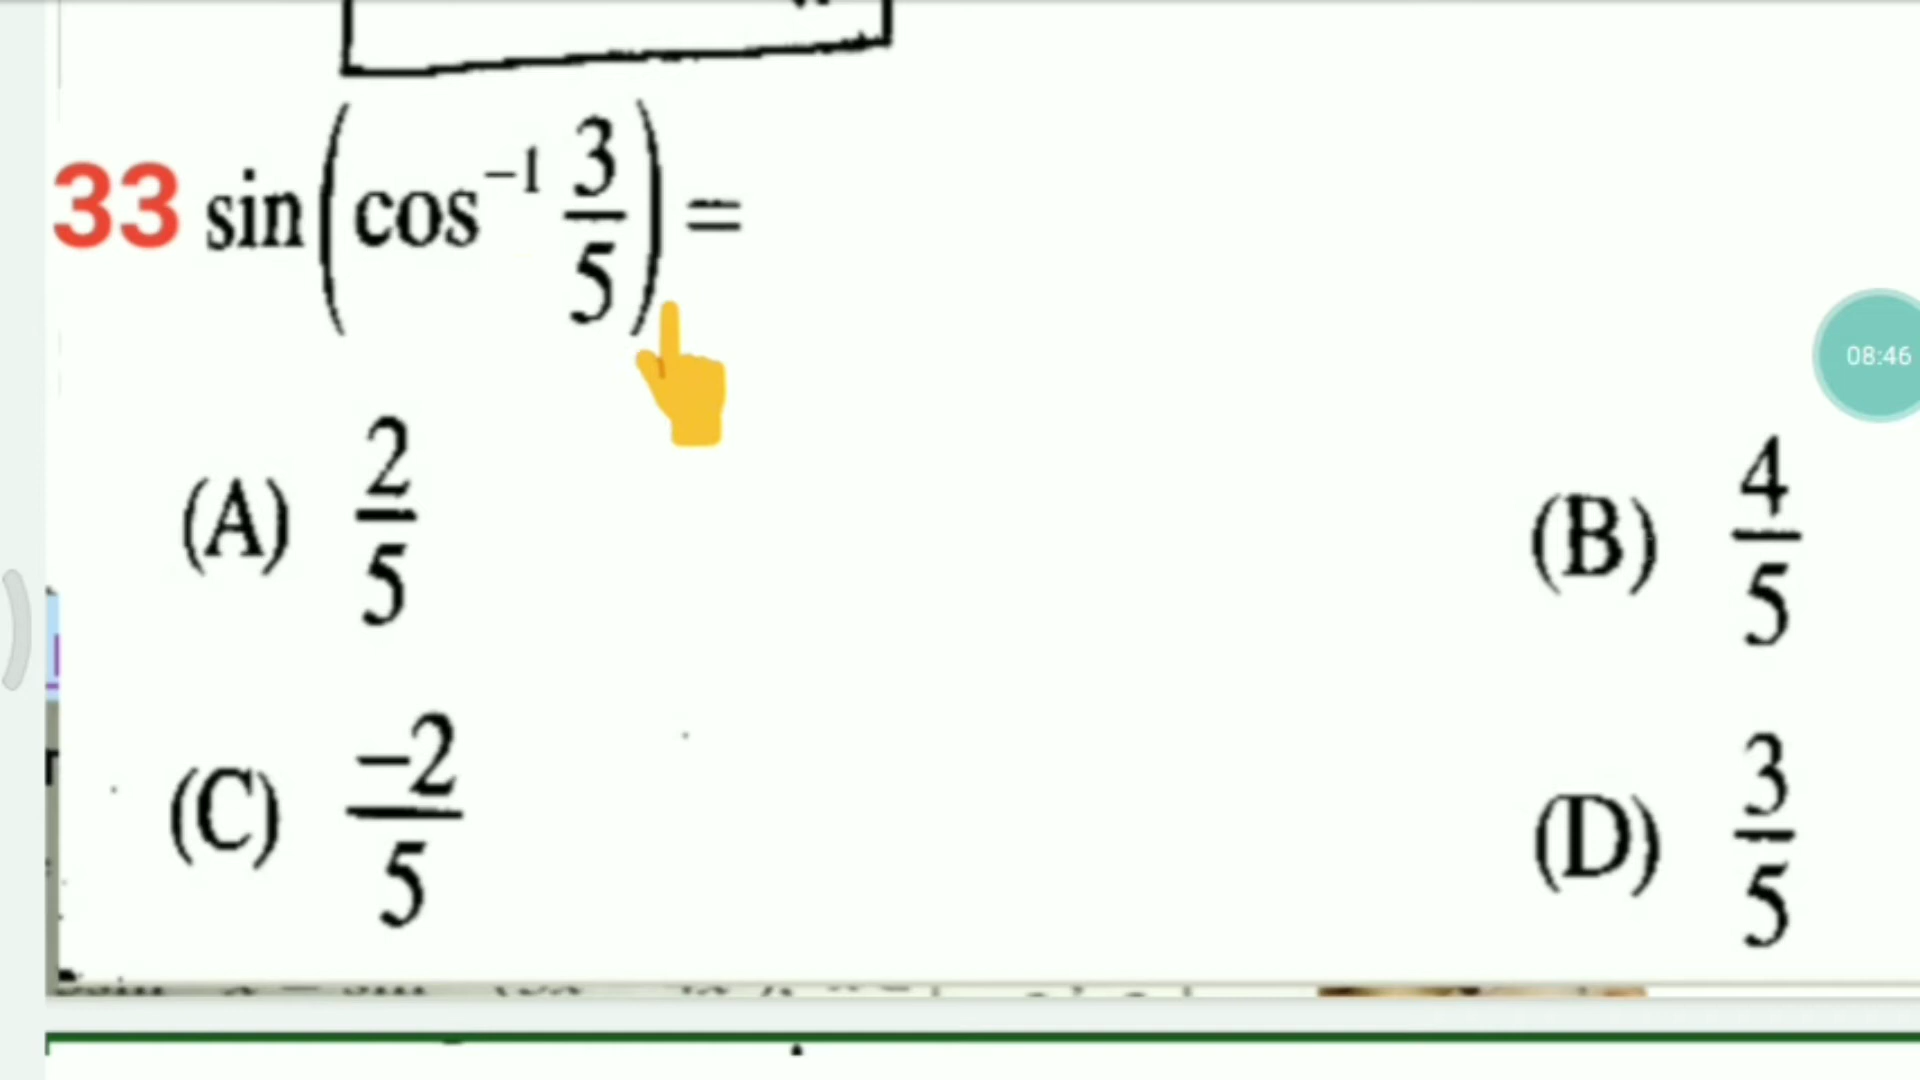 33 sin(cos⁻¹ 3/5) =
08:46
(A) 2/5
(B) 4/5
(C) -2/5
(D) 3/5